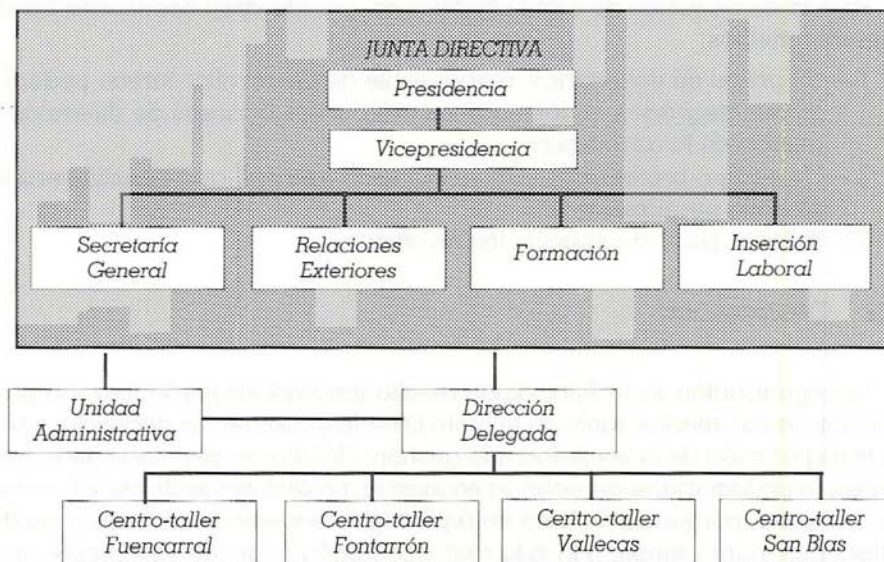 JUNTA DIRECTIVA
Presidencia
Vicepresidencia
Secretaría
General
Relaciones
Exteriores
Formación
Inserción
Laboral
Unidad
Administrativa
Dirección
Delegada
Centro-taller
Fuencarral
Centro-taller
Fontarrón
Centro-taller
Vallecas
Centro-taller
San Blas